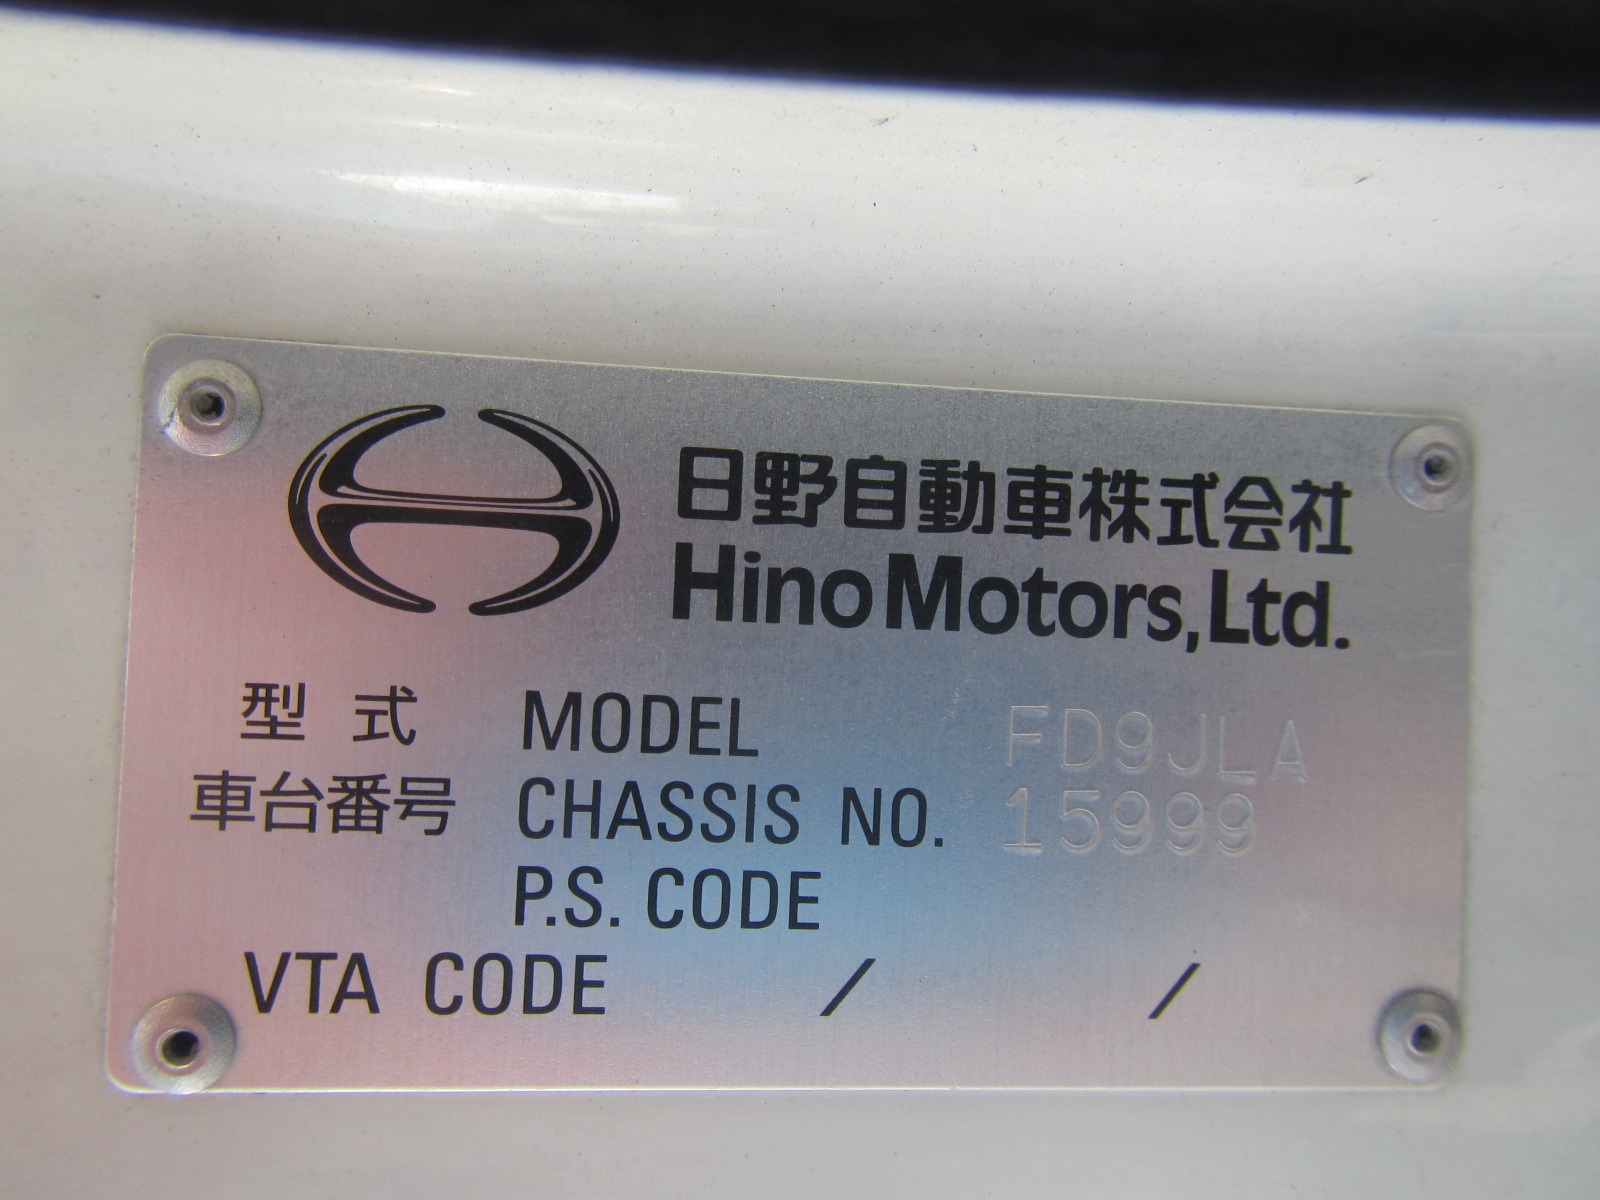 日野自動車株式会社
Hino Motors, Ltd.
型式 MODEL FD9JLA
車台番号 CHASSIS NO. 15999
P.S. CODE
VTA CODE / /